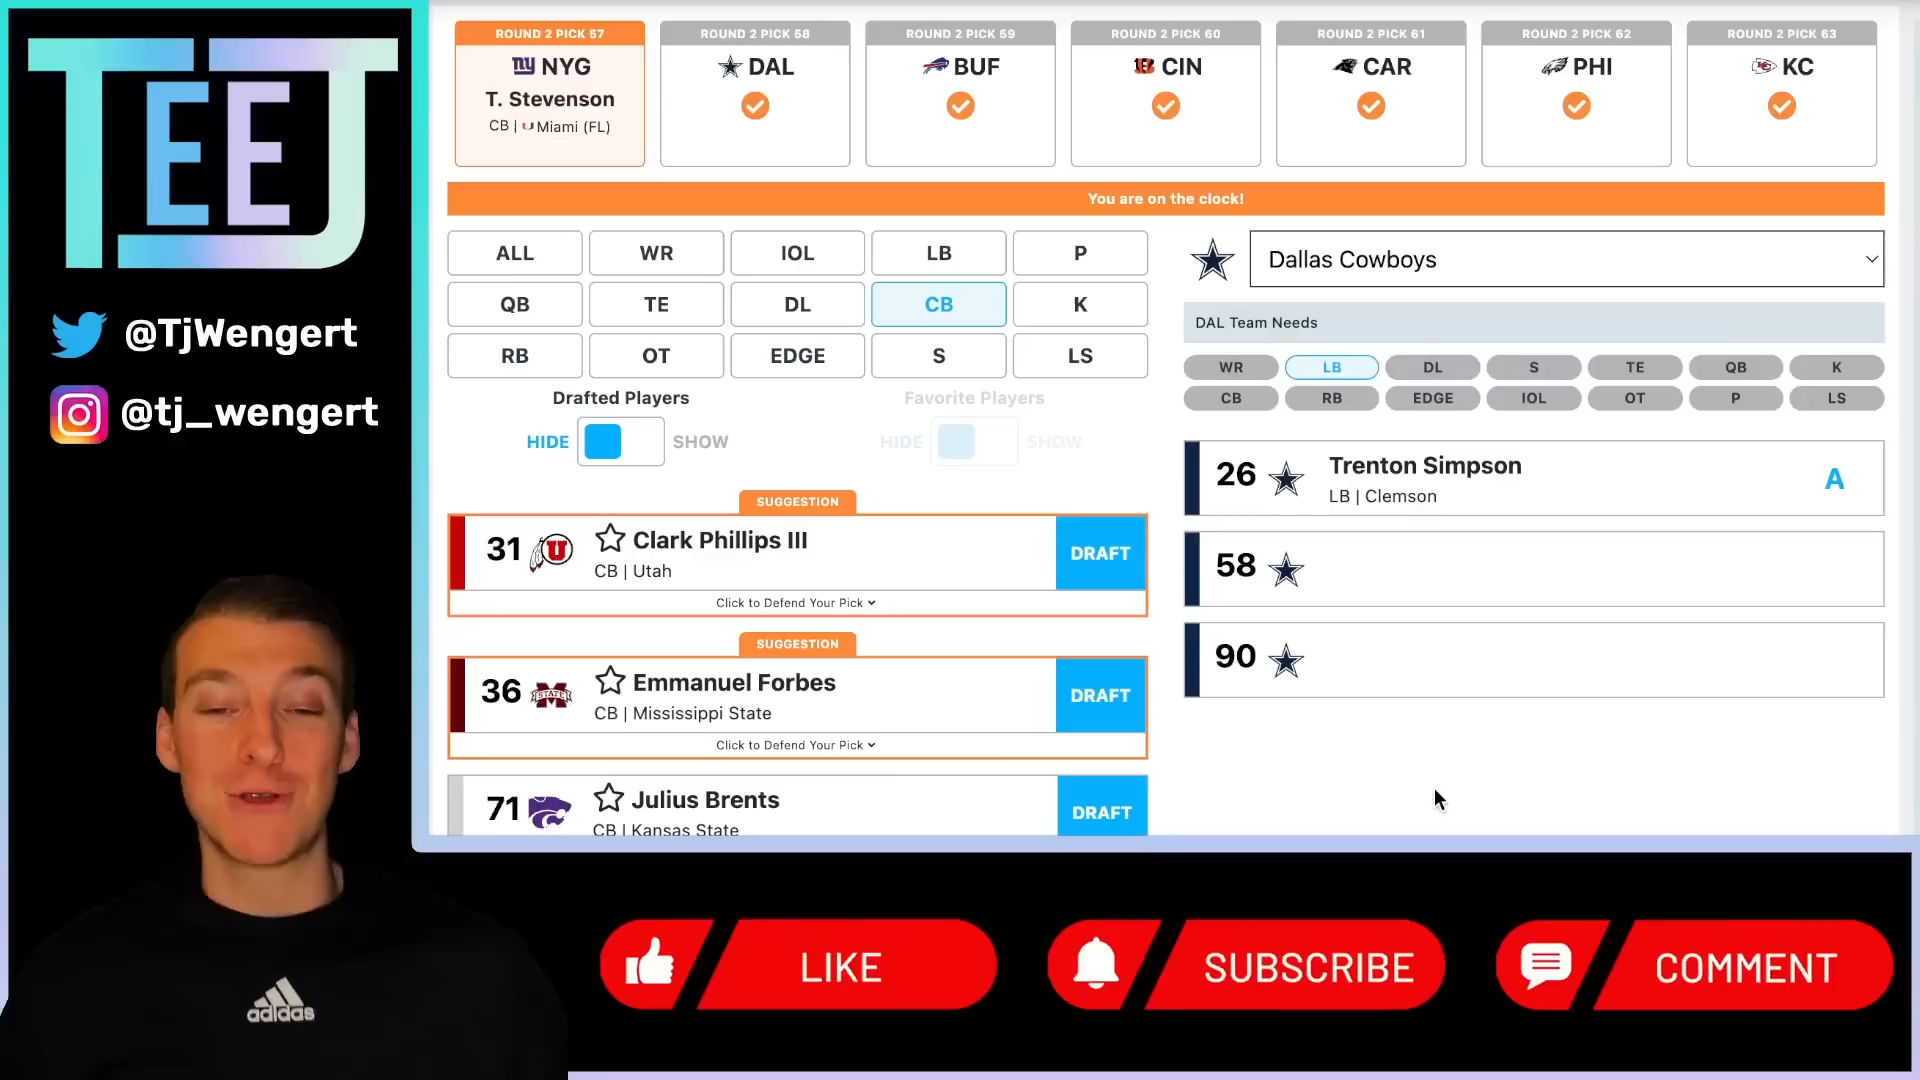 TEEJ
@TjWengert
@tj_wengert
adidas
ROUND 2 PICK 57
NYG
T. Stevenson
CB | Miami (FL)
ROUND 2 PICK 58
DAL
ROUND 2 PICK 59
BUF
ROUND 2 PICK 60
CIN
ROUND 2 PICK 61
CAR
ROUND 2 PICK 62
PHI
ROUND 2 PICK 63
KC
You are on the clock!
ALL WR IOL LB P
QB TE DL CB K
RB OT EDGE S LS
Drafted Players
HIDE SHOW
Favorite Players
HIDE SHOW
SUGGESTION
31 U Clark Phillips III
CB | Utah
DRAFT
Click to Defend Your Pick
SUGGESTION
36 STATE Emmanuel Forbes
CB | Mississippi State
DRAFT
Click to Defend Your Pick
71 Julius Brents
CB | Kansas State
DRAFT
Dallas Cowboys
DAL Team Needs
WR LB DL S TE QB K
CB RB EDGE IOL OT P LS
26 Trenton Simpson
LB | Clemson
A
58
90
LIKE
SUBSCRIBE
COMMENT